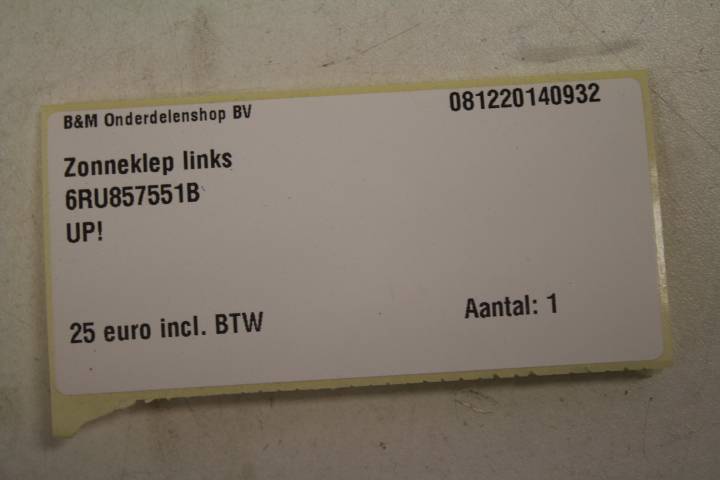 B&M Onderdelenshop BV
081220140932
Zonneklep links
6RU857551B
UP!
25 euro incl. BTW
Aantal: 1